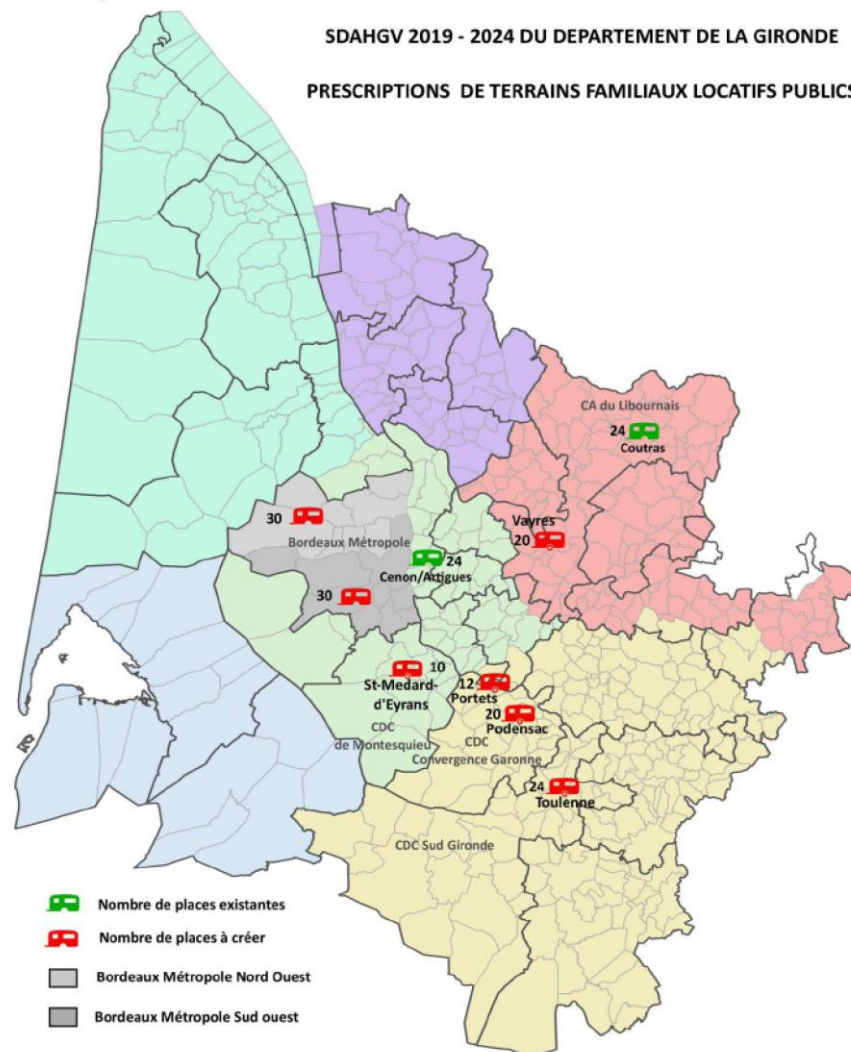 SDAHGV 2019 - 2024 DU DEPARTEMENT DE LA GIRONDE
PRESCRIPTIONS DE TERRAINS FAMILIAUX LOCATIFS PUBLICS
CA du Libournais
24
Coutras
Vayres
20
30
Bordeaux Métropole
24
Cenon/Artigues
30
10
St-Medard-
d'Eyrans
12
Portets
20
Podensac
CDC
de Montesquieu
CDC
Convergence Garonne
24
Toulenne
CDC Sud Gironde
Nombre de places existantes
Nombre de places à créer
Bordeaux Métropole Nord Ouest
Bordeaux Métropole Sud ouest